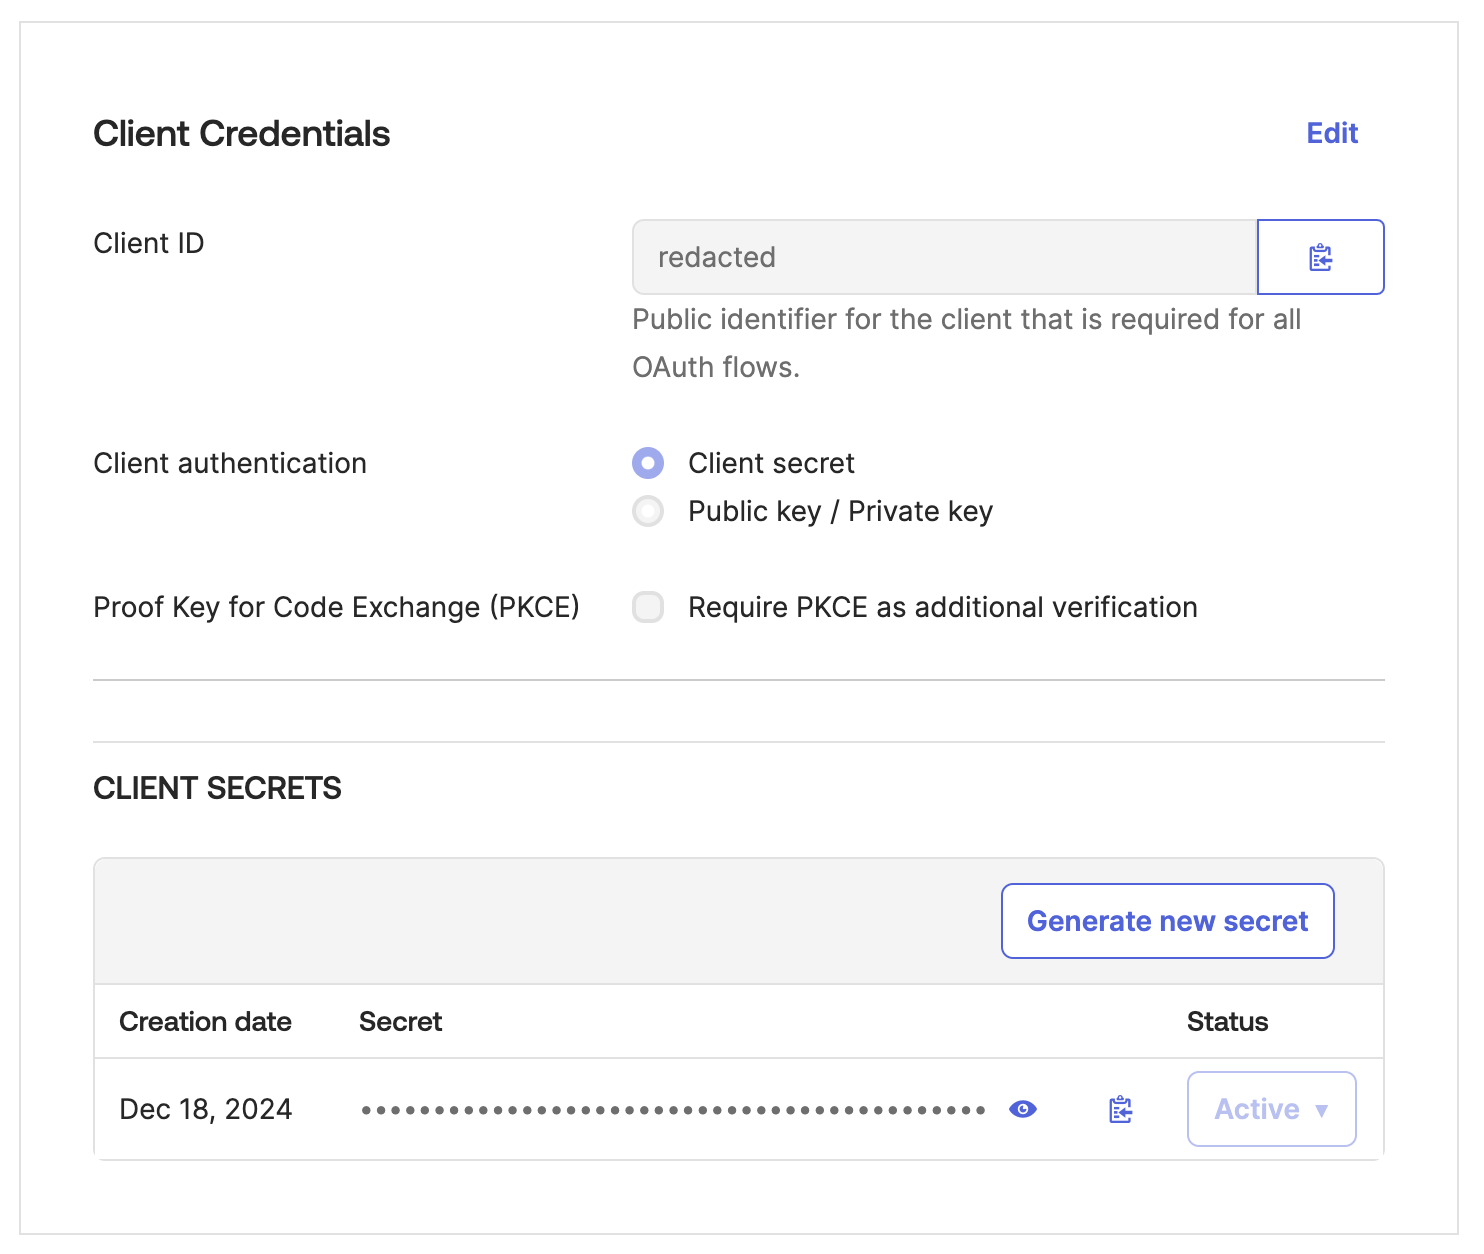 Client Credentials
Edit
Client ID
redacted
Public identifier for the client that is required for all
OAuth flows.
Client authentication
Client secret
Public key / Private key
Proof Key for Code Exchange (PKCE)
Require PKCE as additional verification
CLIENT SECRETS
Generate new secret
Creation date Secret Status
Dec 18, 2024 ••••••••••••••••••••••••••••••••••••••••••• Active ▼